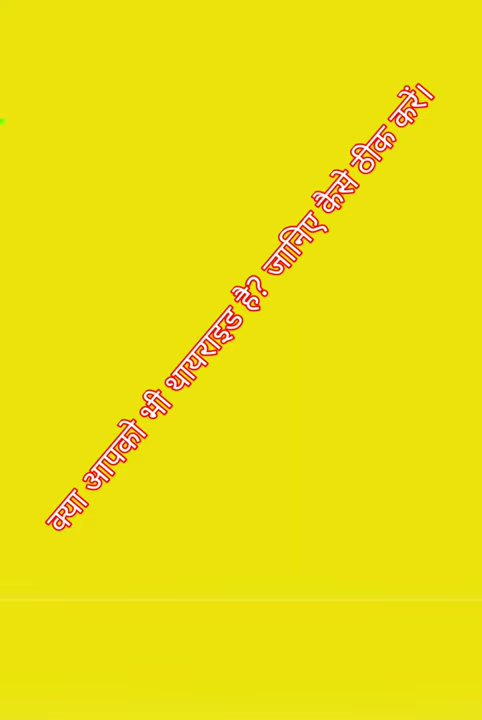 क्या आपको भी थायराइड है? जानिए कैसे ठीक करें।